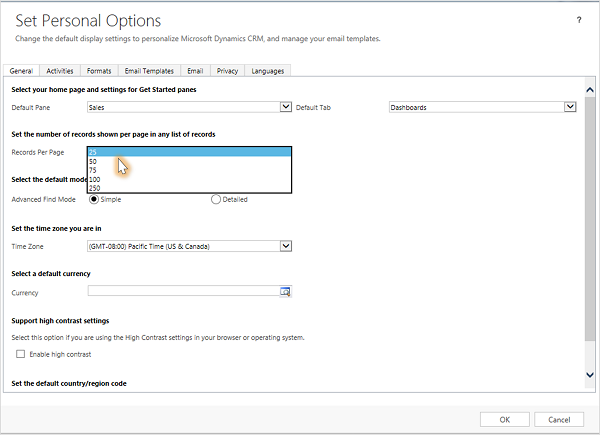 Set Personal Options
?
Change the default display settings to personalize Microsoft Dynamics CRM, and manage your email templates.
General Activities Formats Email Templates Email Privacy Languages
Select your home page and settings for Get Started panes
Default Pane Sales Default Tab Dashboards
Set the number of records shown per page in any list of records
Records Per Page 25
50
75
100
250
Select the default mod
Advanced Find Mode Simple Detailed
Set the time zone you are in
Time Zone (GMT-08:00) Pacific Time (US & Canada)
Select a default currency
Currency
Support high contrast settings
Select this option if you are using the High Contrast settings in your browser or operating system.
Enable high contrast
Set the default country/region code
OK Cancel